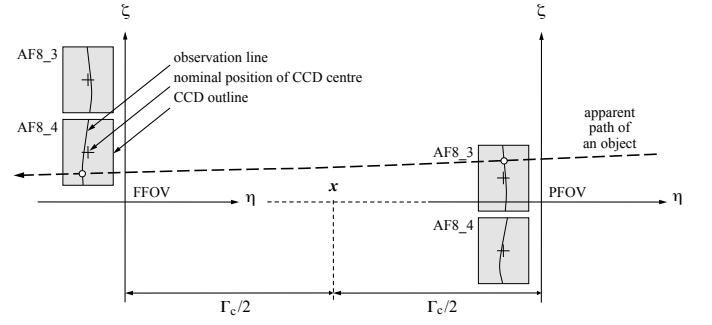 ζ ζ
AF8_3
observation line
nominal position of CCD centre
CCD outline
AF8_4
apparent
path of
an object
AF8_3
FFOV η x PFOV η
AF8_4
Γc/2 Γc/2